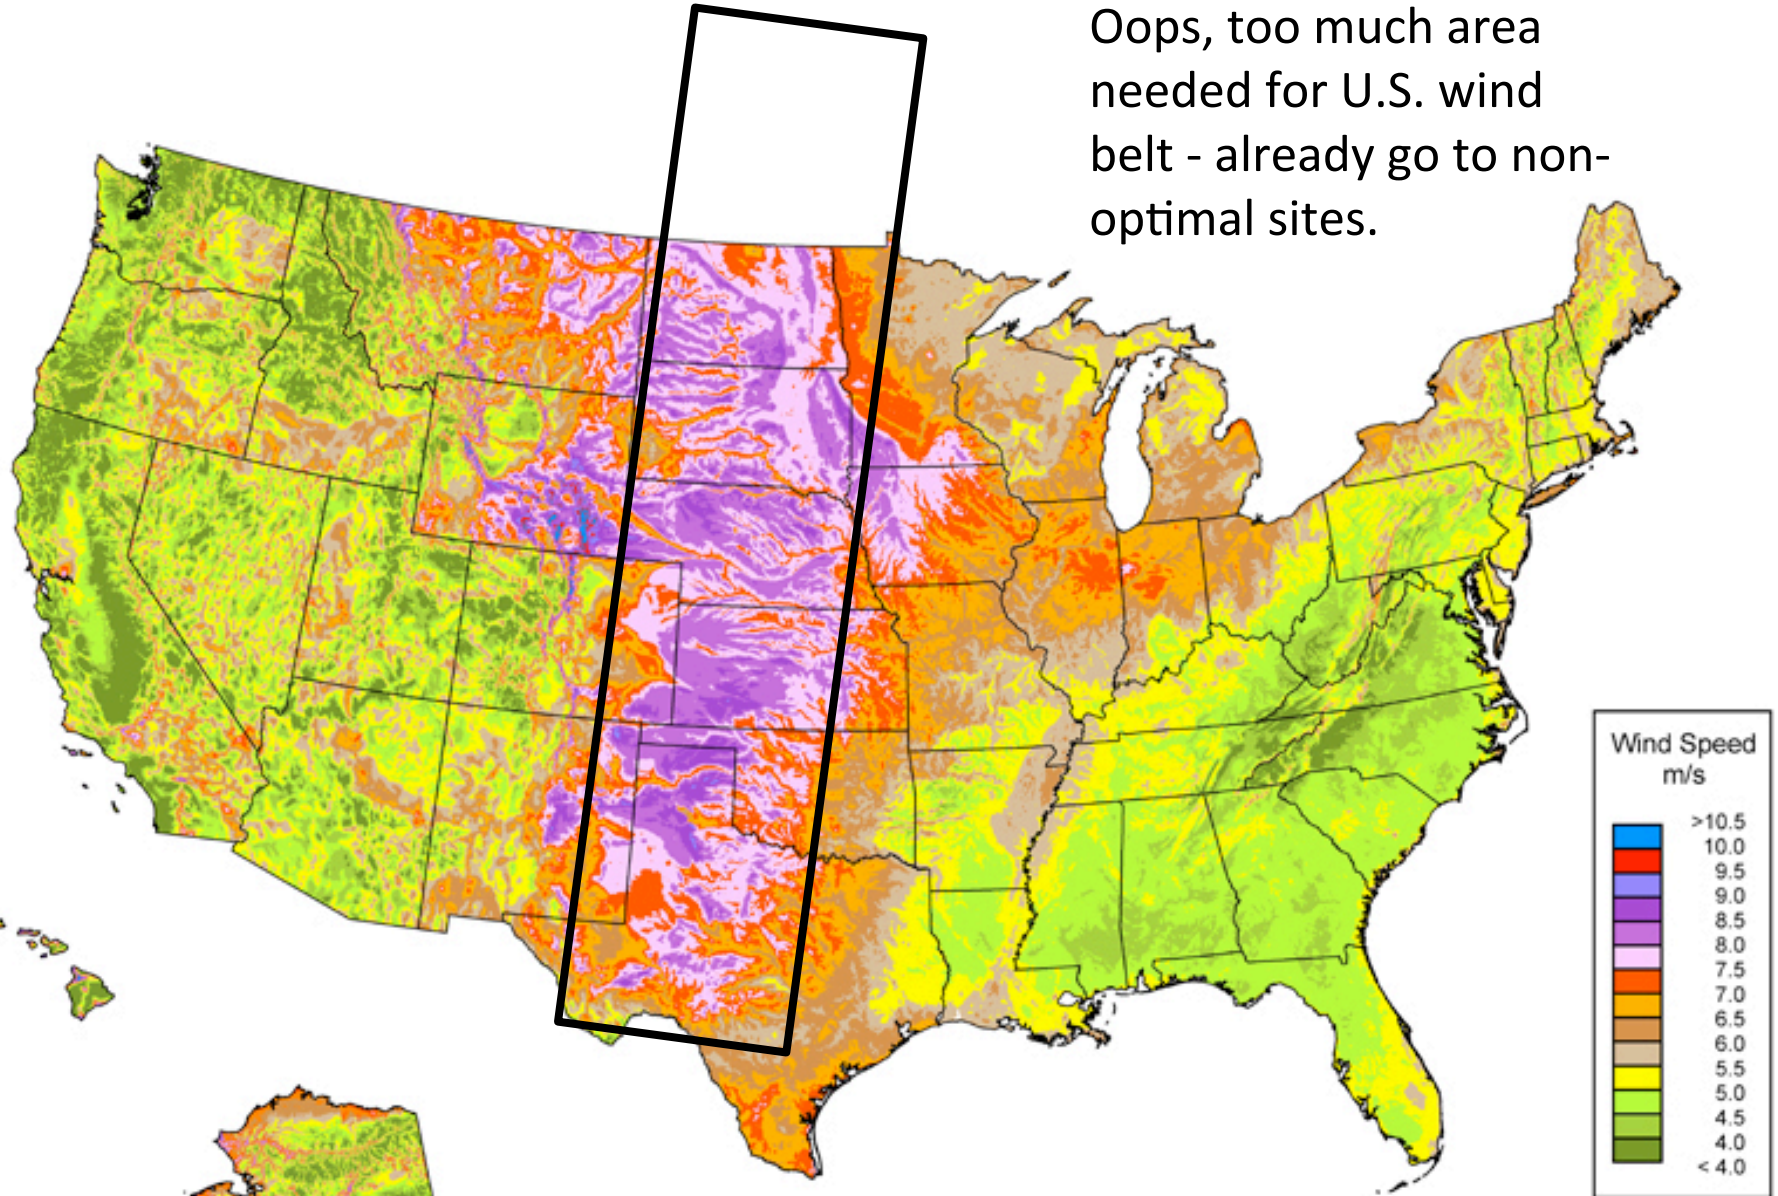 Oops, too much area
needed for U.S. wind
belt - already go to non-
optimal sites.
Wind Speed
m/s
>10.5
10.0
9.5
9.0
8.5
8.0
7.5
7.0
6.5
6.0
5.5
5.0
4.5
4.0
< 4.0